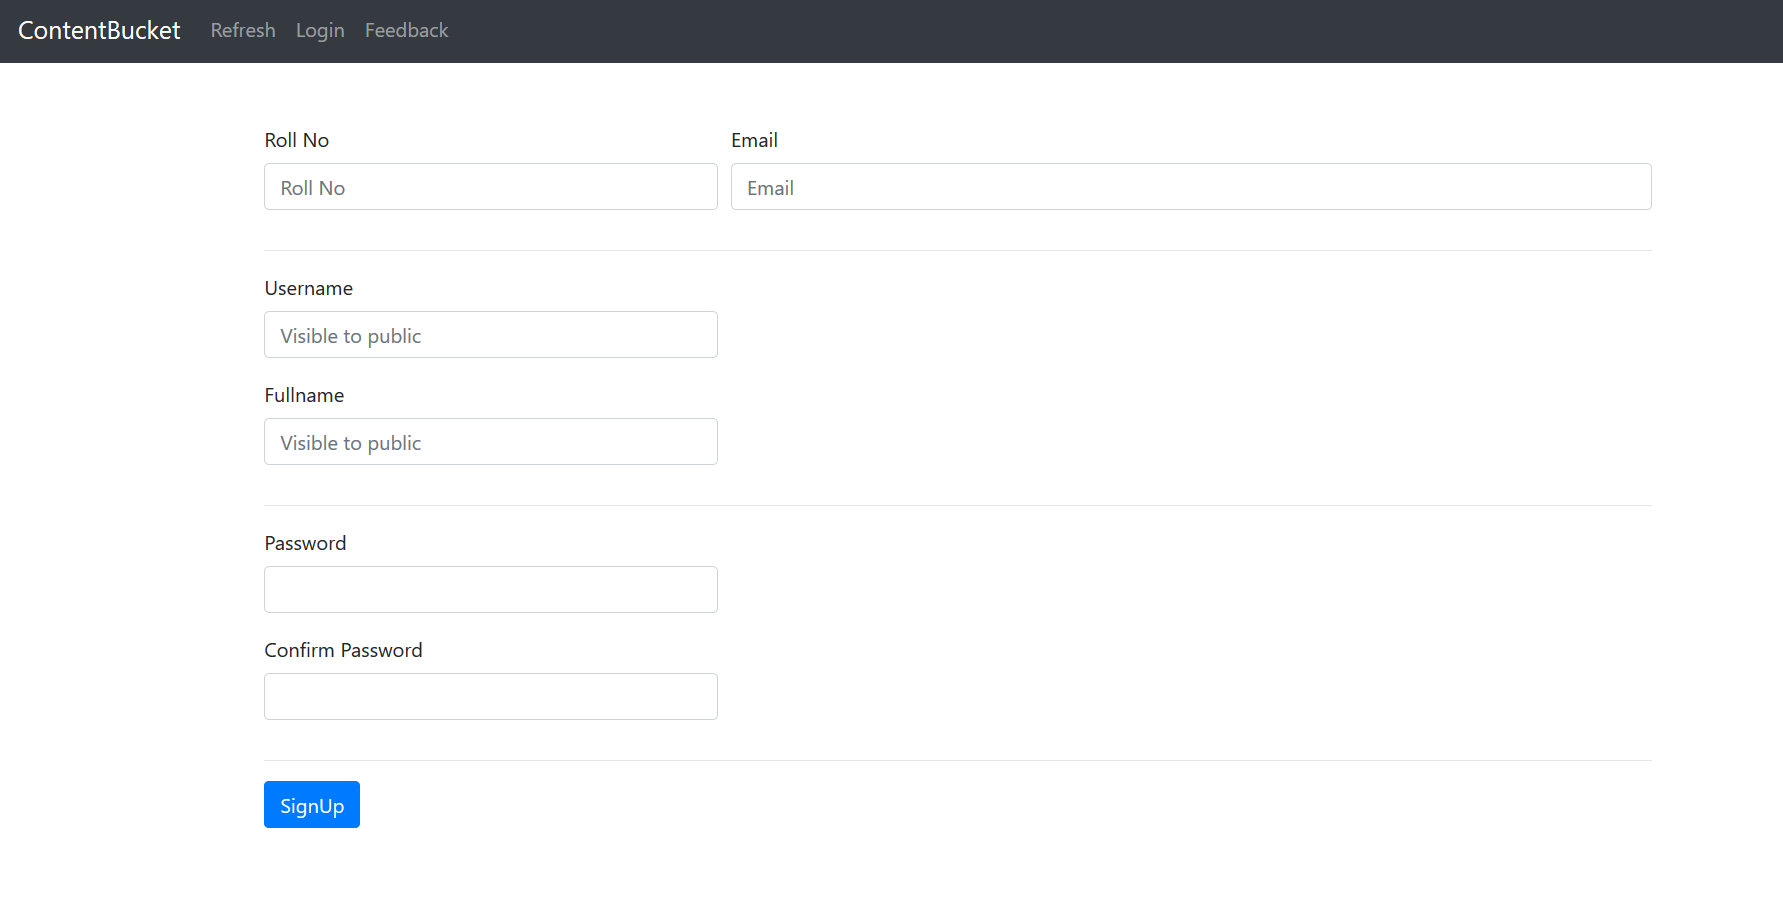 ContentBucket Refresh Login Feedback
Roll No Email
Roll No Email
Username
Visible to public
Fullname
Visible to public
Password
Confirm Password
SignUp